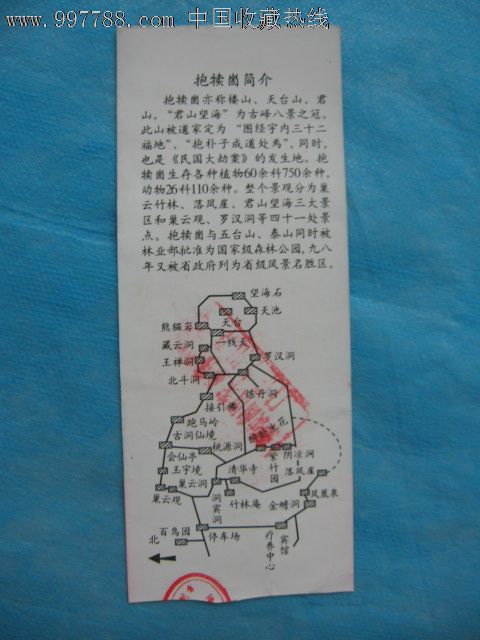 www.997788.com 中国收藏热线
抱犊崮简介
抱犊崮亦称楼山、天台山、君
山。“君山望海”为古峄八景之冠。
此山被道家定为“图经宇内三十二
福地”、“抱朴子成道处焉”,同时,
也是《民国大劫案》的发生地。抱
犊崮生存各种植物60余科750余种,
动物26科110余种。整个景观分为巢
云竹林、落凤崖、君山望海三大景
区和巢云观、罗汉洞等四十一处景
点。抱犊崮与五台山、泰山同时被
林业部批准为国家级森林公园,九八
年又被省政府列为省级风景名胜区。
望海石
天池
天台
熊猫岩
一线天
藏云洞
罗汉洞
王禅洞
北斗洞
炼丹洞
接引佛
跑马岭
古洞仙境
桃源洞
会仙亭
紫竹园
阴凉洞
王宇境
清华寺
落凤崖
巢云洞
巢云观
洞宾洞
竹林庵
金蟾洞
凤凰泉
百鸟园
北
停车场
疗养中心
宾馆